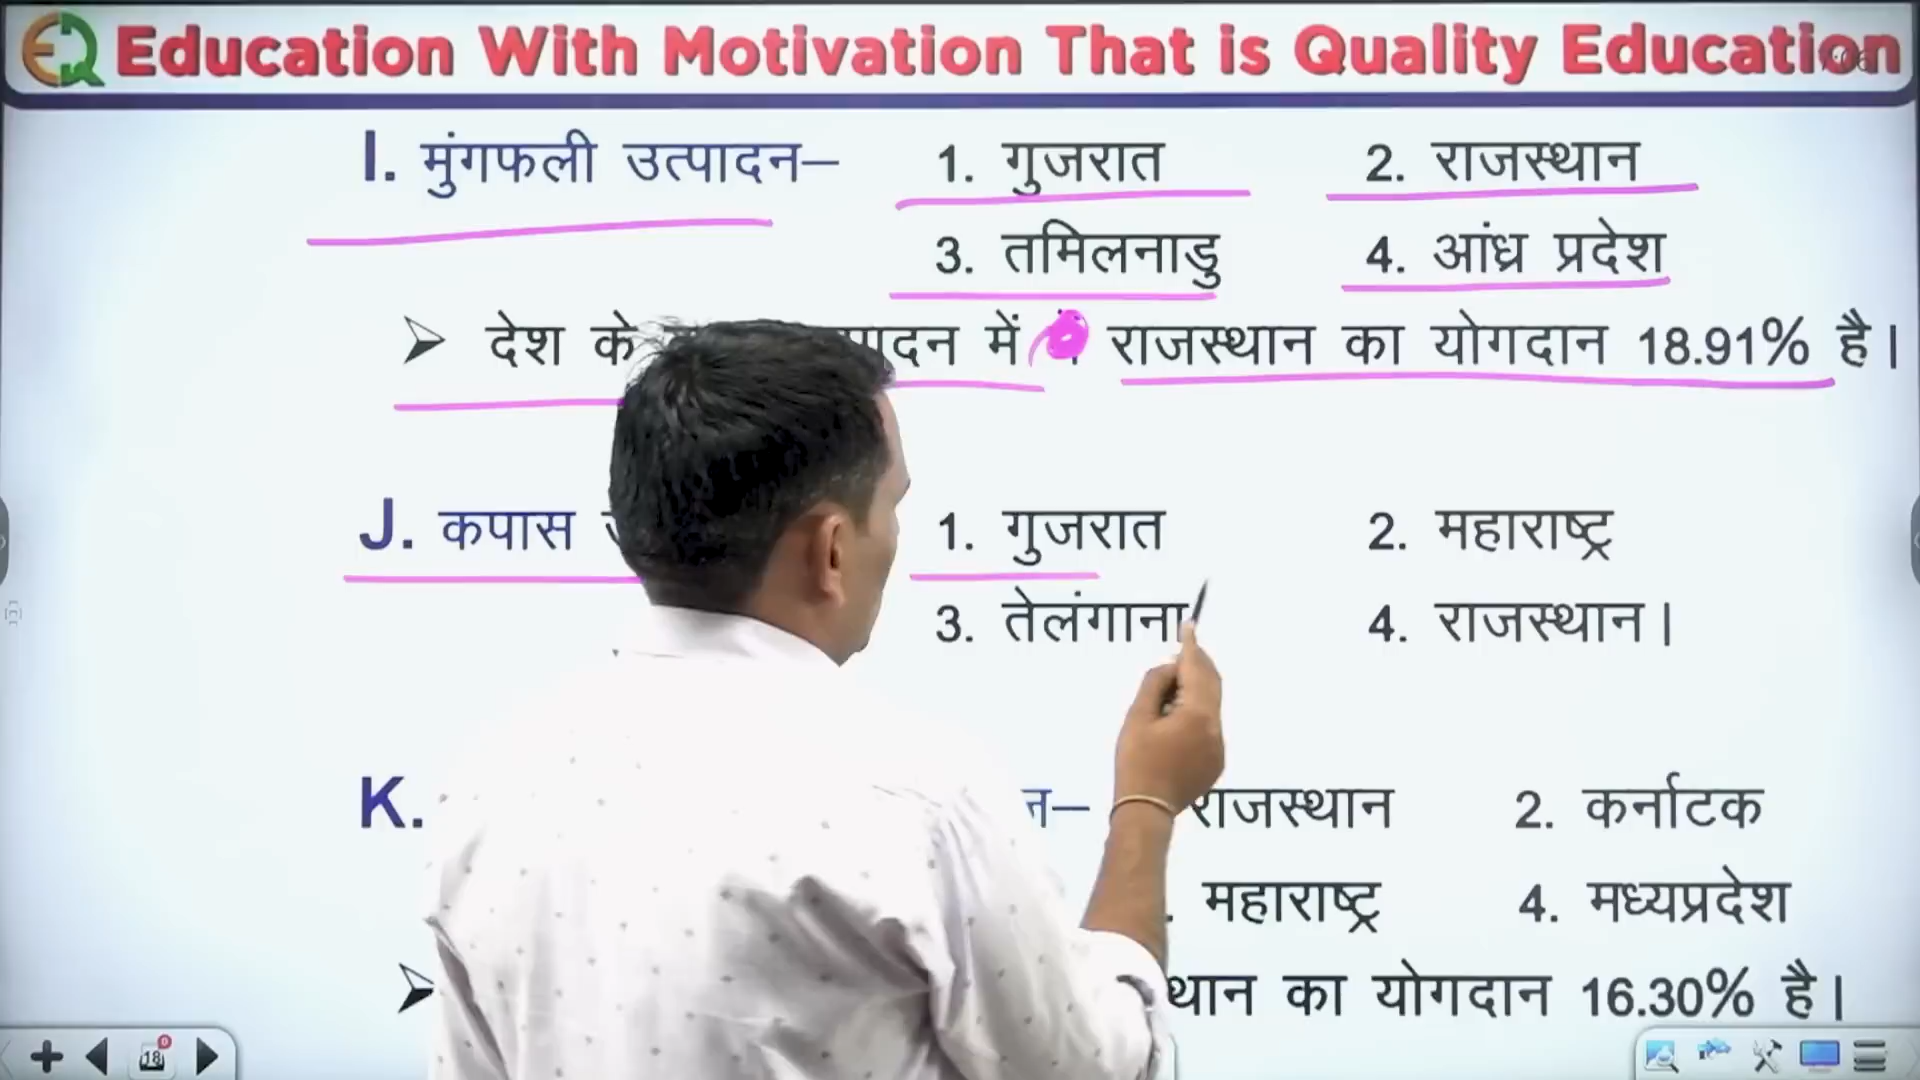 Education With Motivation That is Quality Education
I. मुंगफली उत्पादन– 1. गुजरात 2. राजस्थान
3. तमिलनाडु 4. आंध्र प्रदेश
देश के में राजस्थान का योगदान 18.91% है।
J. कपास 1. गुजरात 2. महाराष्ट्र
3. तेलंगाना 4. राजस्थान।
K. राजस्थान 2. कर्नाटक
महाराष्ट्र 4. मध्यप्रदेश
का योगदान 16.30% है।
18